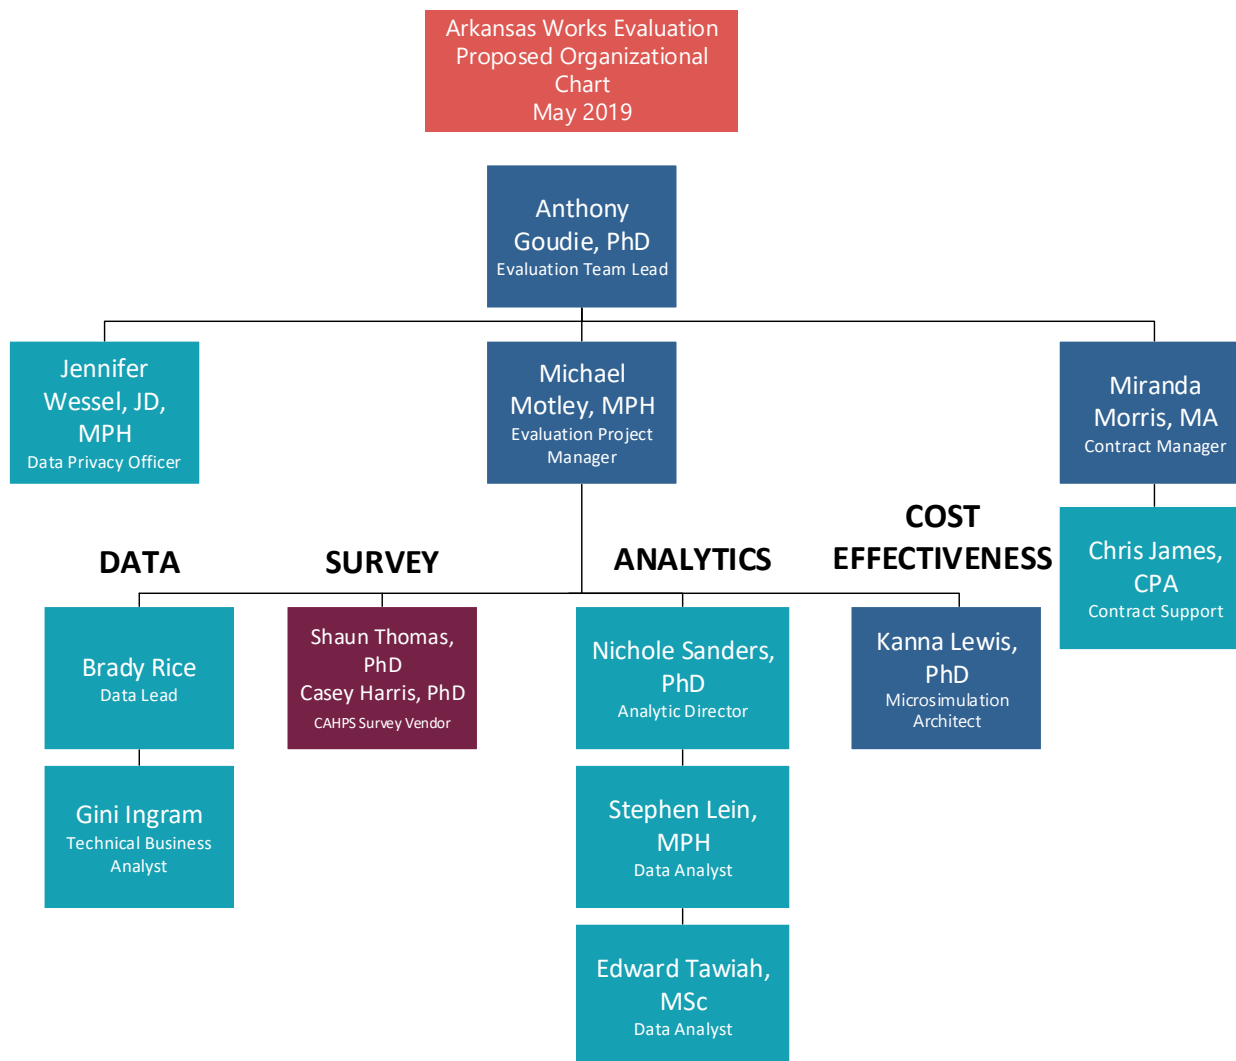 Arkansas Works Evaluation
Proposed Organizational
Chart
May 2019
Anthony
Goudie, PhD
Evaluation Team Lead
Jennifer
Wessel, JD,
MPH
Data Privacy Officer
Michael
Motley, MPH
Evaluation Project
Manager
Miranda
Morris, MA
Contract Manager
Chris James,
CPA
Contract Support
DATA
SURVEY
ANALYTICS
COST
EFFECTIVENESS
Brady Rice
Data Lead
Gini Ingram
Technical Business
Analyst
Shaun Thomas,
PhD
Casey Harris, PhD
CAHPS Survey Vendor
Nichole Sanders,
PhD
Analytic Director
Stephen Lein,
MPH
Data Analyst
Edward Tawiah,
MSc
Data Analyst
Kanna Lewis,
PhD
Microsimulation
Architect